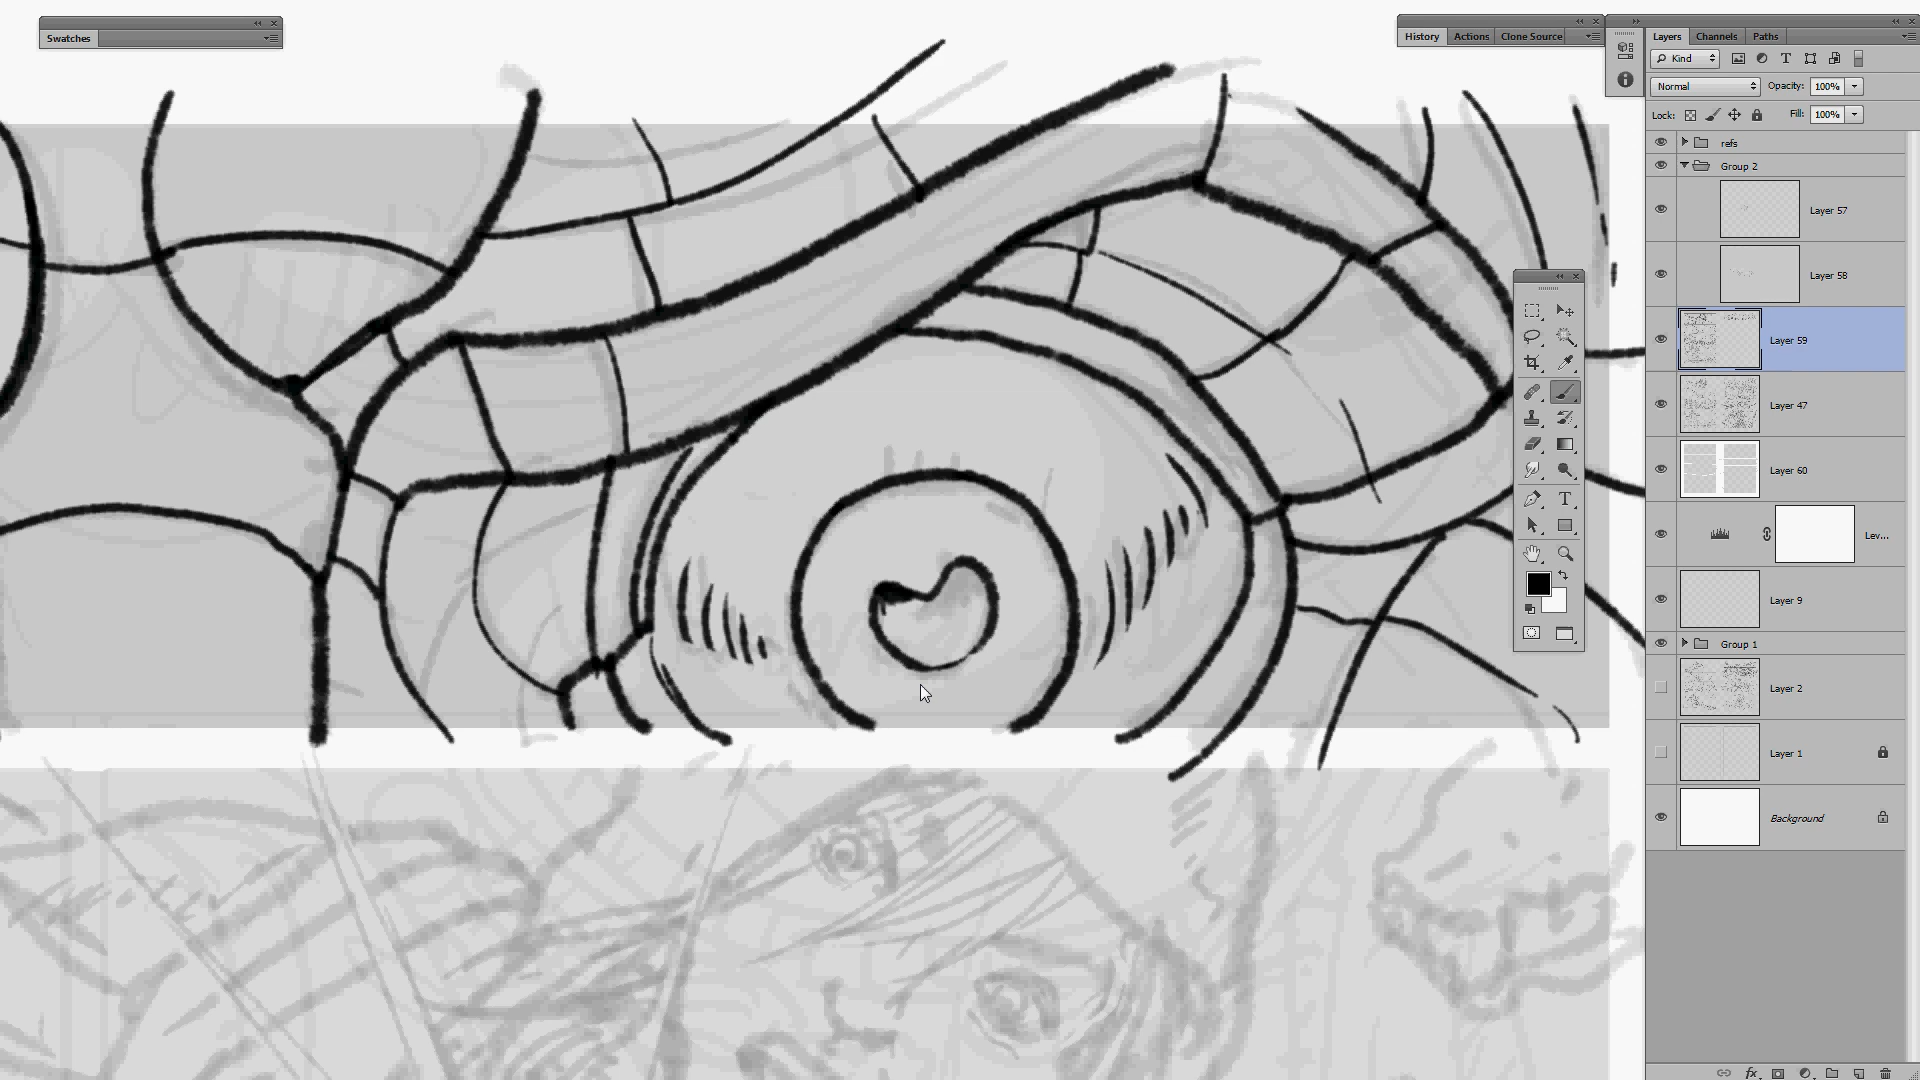 Swatches
History Actions Clone Source
Layers Channels Paths
Kind
Normal Opacity: 100%
Lock: Fill: 100%
refs
Group 2
Layer 57
Layer 58
Layer 59
Layer 47
Layer 60
Lev...
Layer 9
Group 1
Layer 2
Layer 1
Background